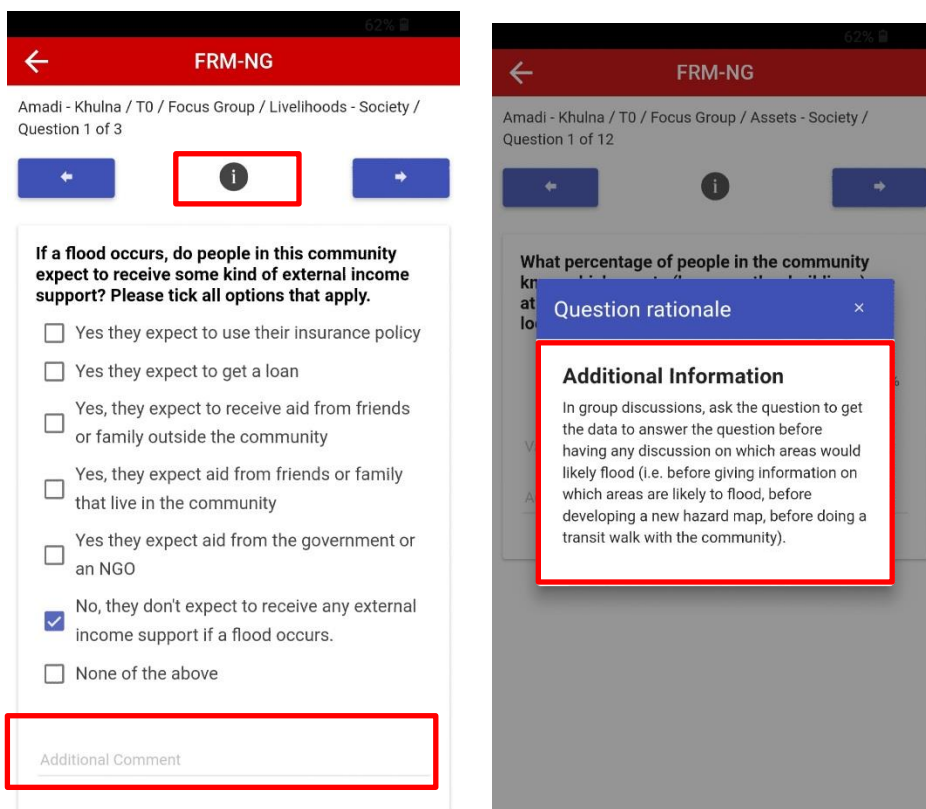 62%
FRM-NG
Amadi - Khulna / T0 / Focus Group / Livelihoods - Society /
Question 1 of 3
i
If a flood occurs, do people in this community
expect to receive some kind of external income
support? Please tick all options that apply.
Yes they expect to use their insurance policy
Yes they expect to get a loan
Yes, they expect to receive aid from friends
or family outside the community
Yes, they expect aid from friends or family
that live in the community
Yes they expect aid from the government or
an NGO
No, they don't expect to receive any external
income support if a flood occurs.
None of the above
Additional Comment
62%
FRM-NG
Amadi - Khulna / T0 / Focus Group / Assets - Society /
Question 1 of 12
i
What percentage of people in the community
Question rationale
Additional Information
In group discussions, ask the question to get
the data to answer the question before
having any discussion on which areas would
likely flood (i.e. before giving information on
which areas are likely to flood, before
developing a new hazard map, before doing a
transit walk with the community).